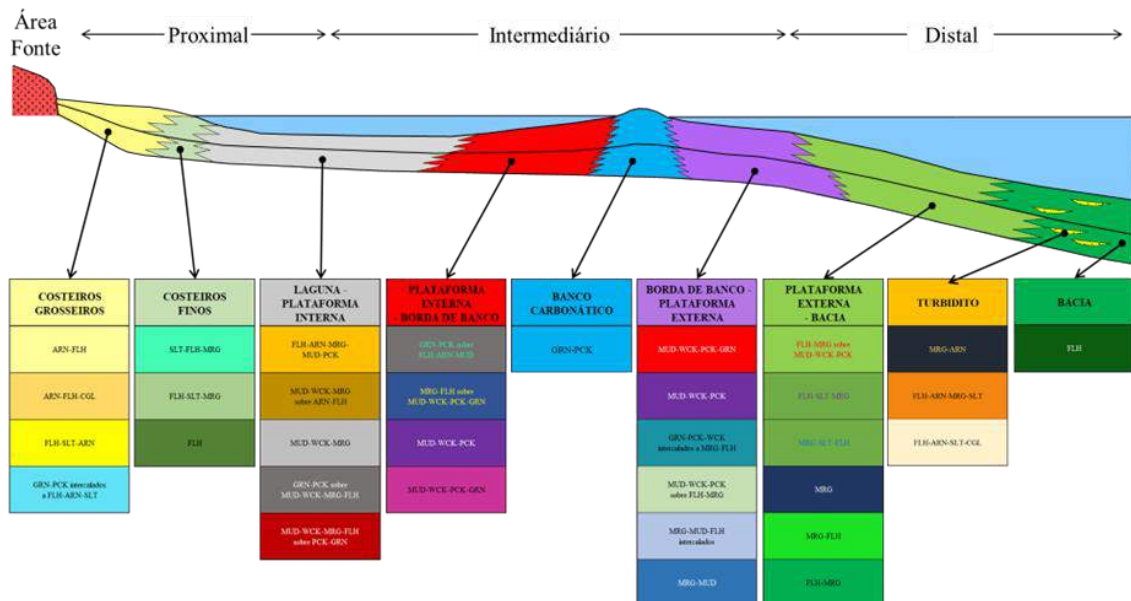 Área
Fonte
Proximal
Intermediário
Distal
COSTEIROS
GROSSEIROS
ARN-FLH
ARN-FLH-CGL
FLH-SLT-ARN
GRN-PCK intercalados
a FLH-ARN-SLT
COSTEIROS
FINOS
SLT-FLH-MRG
FLH-SLT-MRG
FLH
LAGUNA -
PLATAFORMA
INTERNA
FLH-ARN-MRG-
MUD-PCK
MUD-WCK-MRG
sobre ARN-FLH
MUD-WCK-MRG
GRN-PCK sobre
MUD-WCK-MRG-FLH
MUD-WCK-MRG-FLH
sobre PCK-GRN
PLATAFORMA
INTERNA
- BORDA DE BANCO
GRN-PCK sobre
FLH-ARN-MUD
MRG-FLH sobre
MUD-WCK-PCK-GRN
MUD-WCK-PCK
MUD-WCK-PCK-GRN
BANCO
CARBONÁTICO
GRN-PCK
BORDA DE BANCO -
PLATAFORMA
EXTERNA
MUD-WCK-PCK-GRN
MUD-WCK-PCK
GRN-PCK-WCK
intercalados a MRG-FLH
MUD-WCK-PCK
sobre FLH-MRG
MRG-MUD-FLH
intercalados
MRG-MUD
PLATAFORMA
EXTERNA
- BACIA
FLH-MRG sobre
MUD-WCK-PCK
FLH-SLT-MRG
MRG-SLT-FLH
MRG
MRG-FLH
FLH-MRG
TURBIDITO
MRG-ARN
FLH-ARN-MRG-SLT
FLH-ARN-SLT-CGL
BACIA
FLH